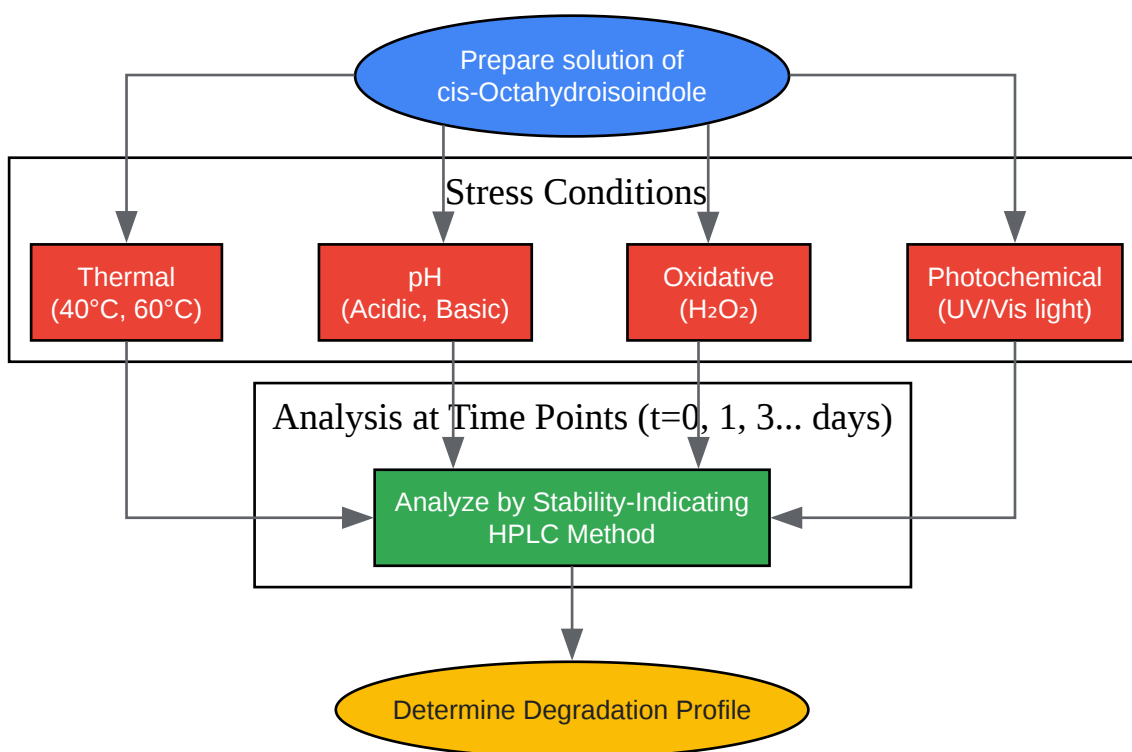 Prepare solution of
cis-Octahydroisoindole
Stress Conditions
Thermal
(40°C, 60°C)
pH
(Acidic, Basic)
Oxidative
(H₂O₂)
Photochemical
(UV/Vis light)
Analysis at Time Points (t=0, 1, 3... days)
Analyze by Stability-Indicating
HPLC Method
Determine Degradation Profile